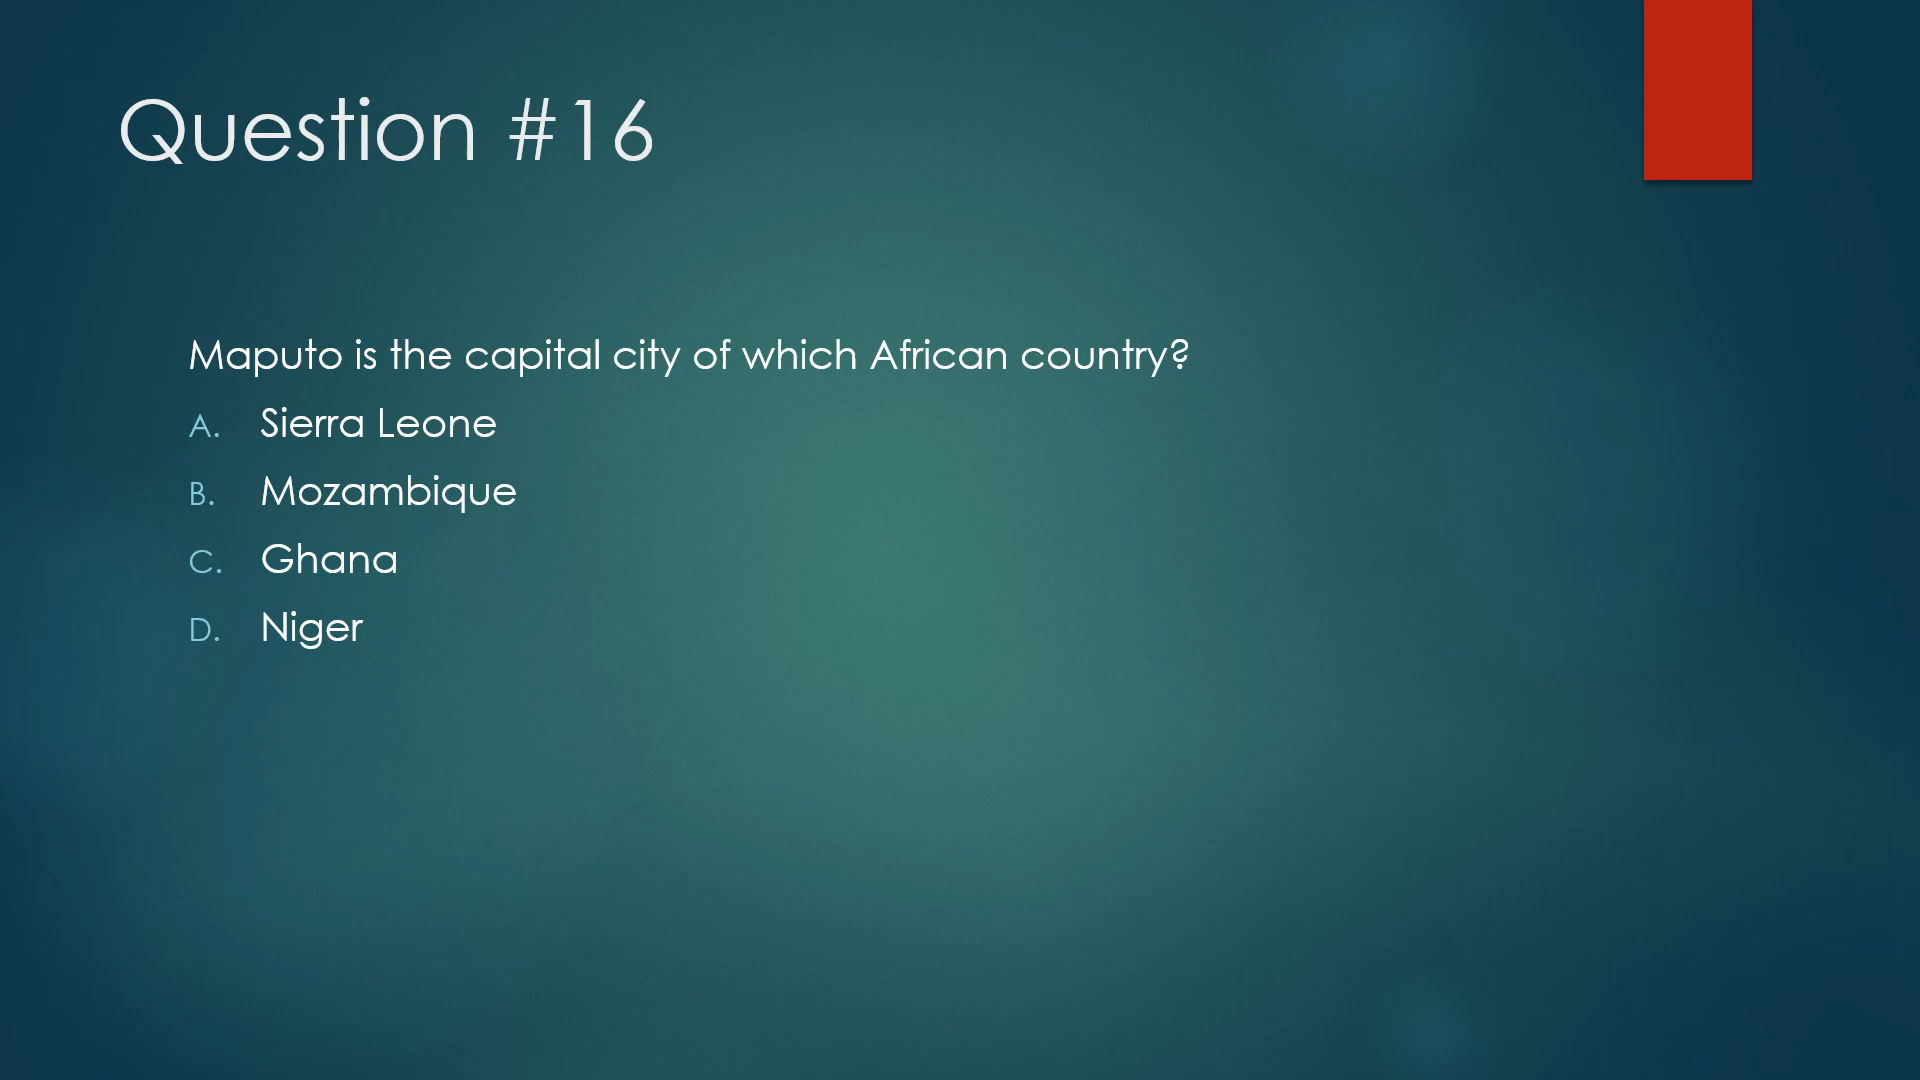 Question #16
Maputo is the capital city of which African country?
A. Sierra Leone
B. Mozambique
C. Ghana
D. Niger